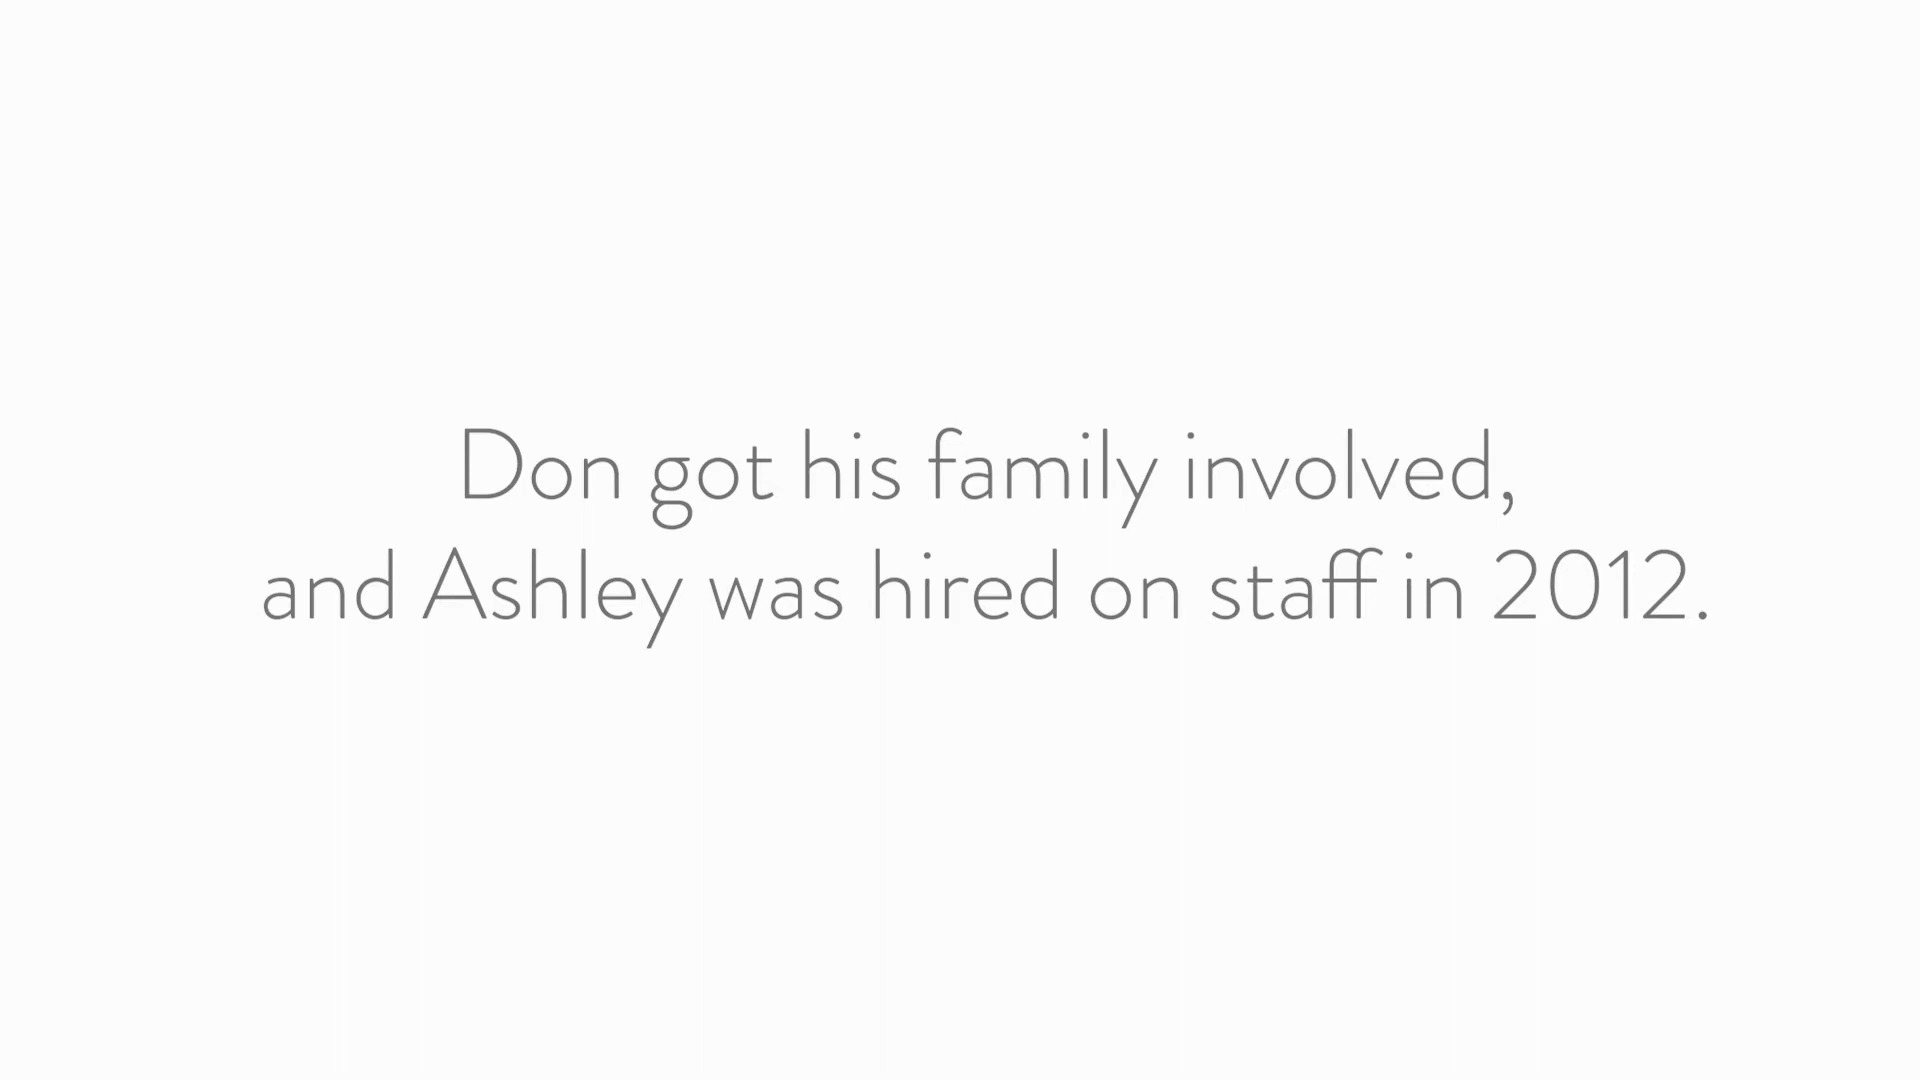 Don got his family involved,
and Ashley was hired on staff in 2012.